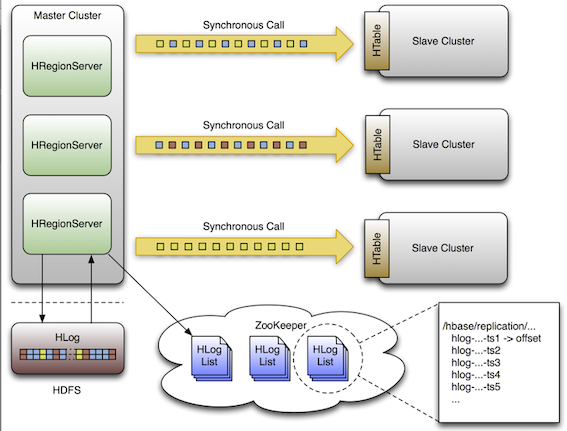 Master Cluster
HRegionServer
HRegionServer
HRegionServer
Synchronous Call
HTable
Slave Cluster
Synchronous Call
HTable
Slave Cluster
Synchronous Call
HTable
Slave Cluster
HLog
HDFS
ZooKeeper
HLog
List
HLog
List
HLog
List
/hbase/replication/...
hlog-...-ts1 -> offset
hlog-...-ts2
hlog-...-ts3
hlog-...-ts4
hlog-...-ts5
...